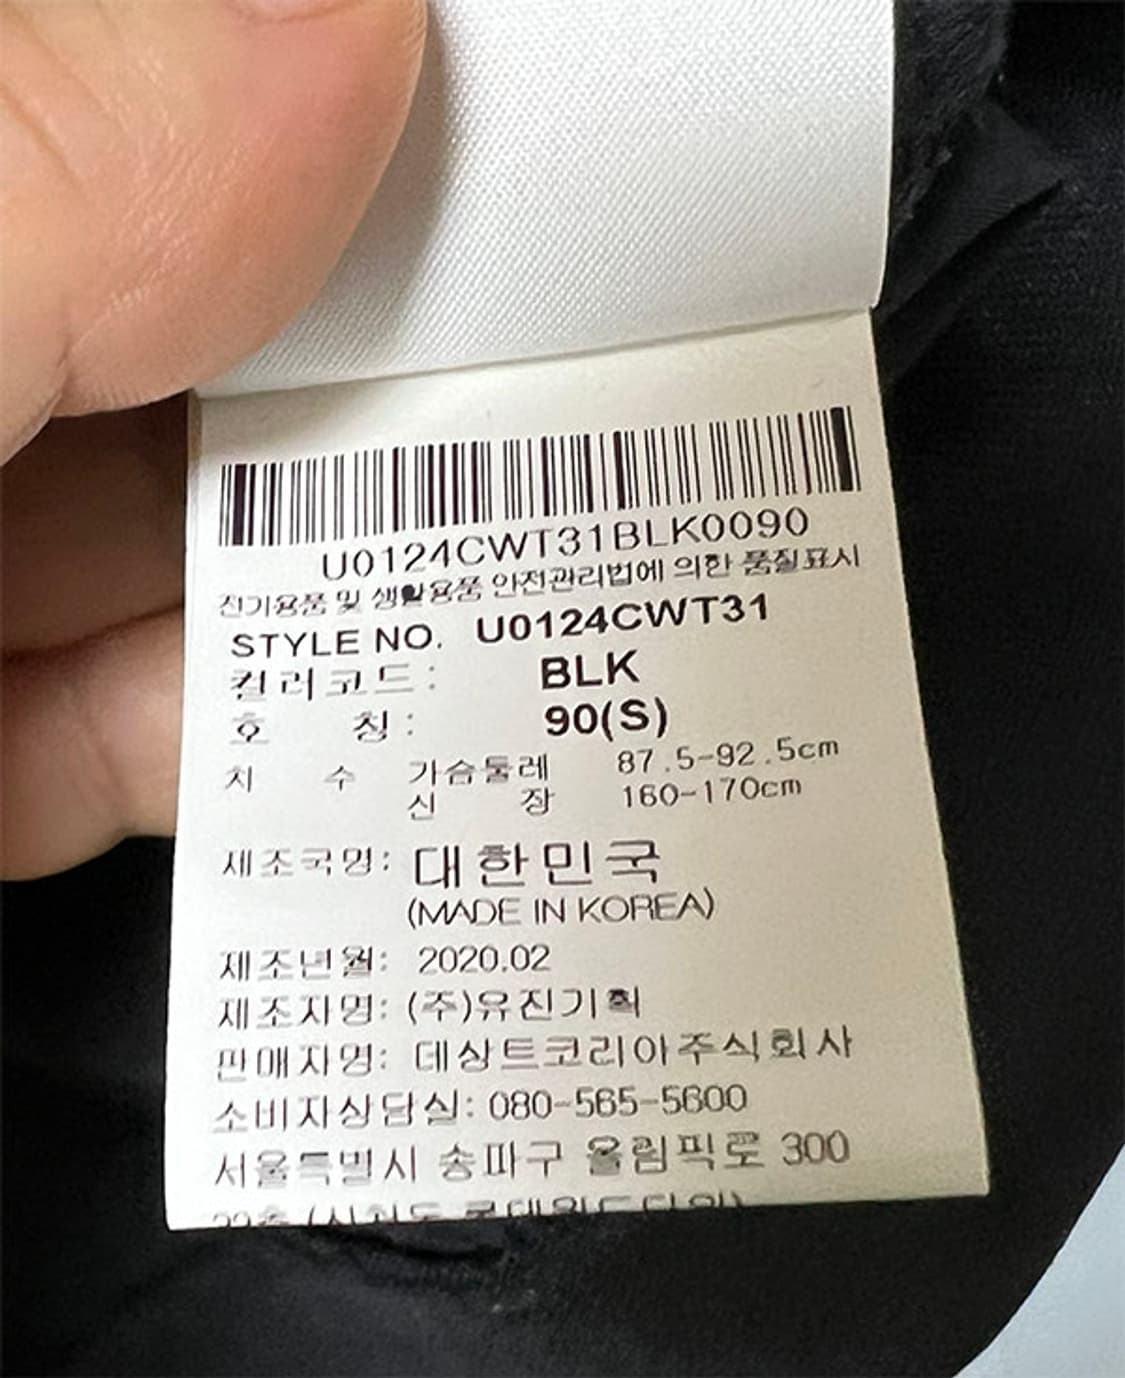 U0124CWT31BLK0090
전기용품 및 생활용품 안전관리법에 의한 품질표시
STYLE NO. U0124CWT31
컬러코드: BLK
호 칭: 90(S)
치 수 가슴둘레 87.5-92.5cm
신 장 160-170cm
제조국명: 대한민국
(MADE IN KOREA)
제조년월: 2020.02
제조자명: (주)유진기획
판매자명: 데상트코리아주식회사
소비자상담실: 080-565-5600
서울특별시 송파구 올림픽로 300